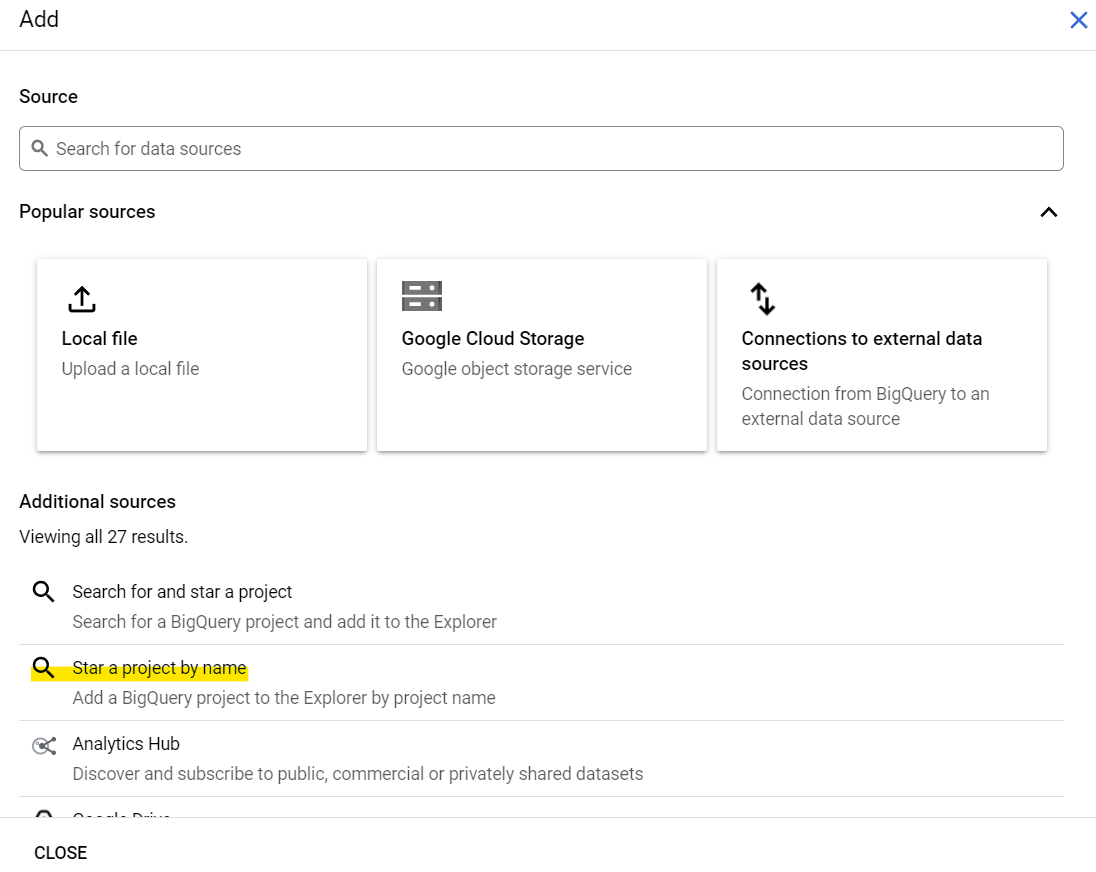 Add
Source
Search for data sources
Popular sources
Local file
Upload a local file
Google Cloud Storage
Google object storage service
Connections to external data
sources
Connection from BigQuery to an
external data source
Additional sources
Viewing all 27 results.
Search for and star a project
Search for a BigQuery project and add it to the Explorer
Star a project by name
Add a BigQuery project to the Explorer by project name
Analytics Hub
Discover and subscribe to public, commercial or privately shared datasets
Google Drive
CLOSE